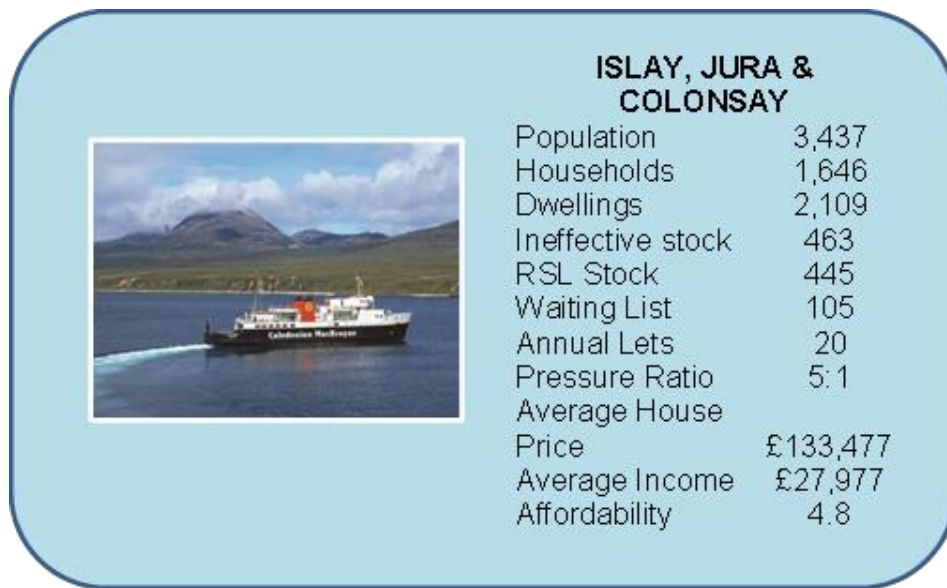 ISLAY, JURA &
COLONSAY
Population 3,437
Households 1,646
Dwellings 2,109
Ineffective stock 463
RSL Stock 445
Waiting List 105
Annual Lets 20
Pressure Ratio 5:1
Average House
Price £133,477
Average Income £27,977
Affordability 4.8
Caledonian MacBrayne